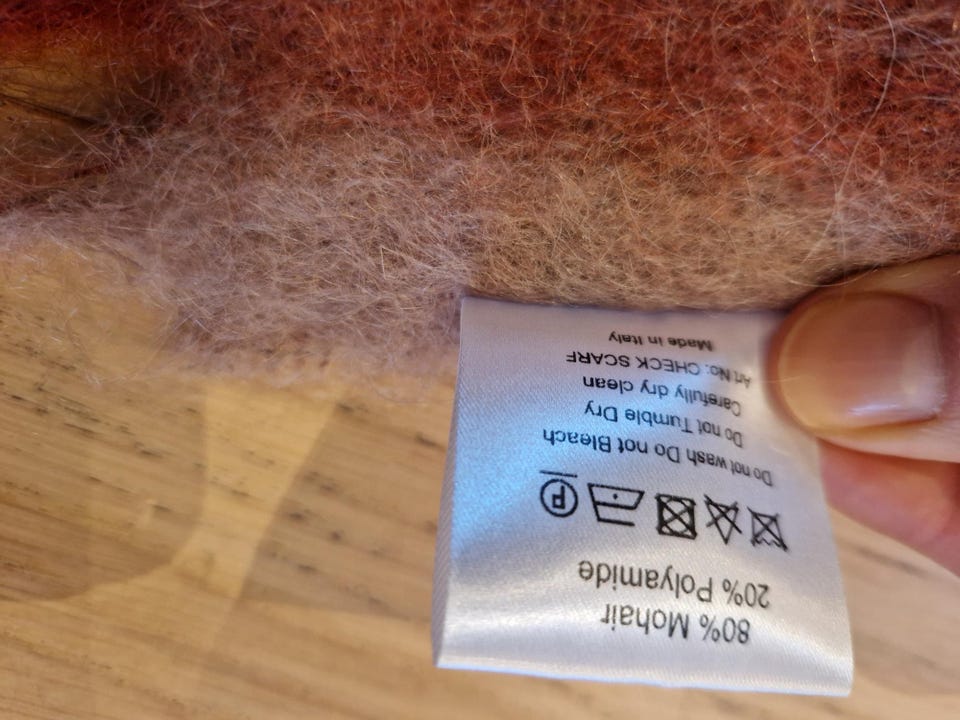 80% Mohair
20% Polyamide
P
Do not wash Do not Bleach
Do not Tumble Dry
Carefully dry clean
Art No: CHECK SCARF
Made in Italy